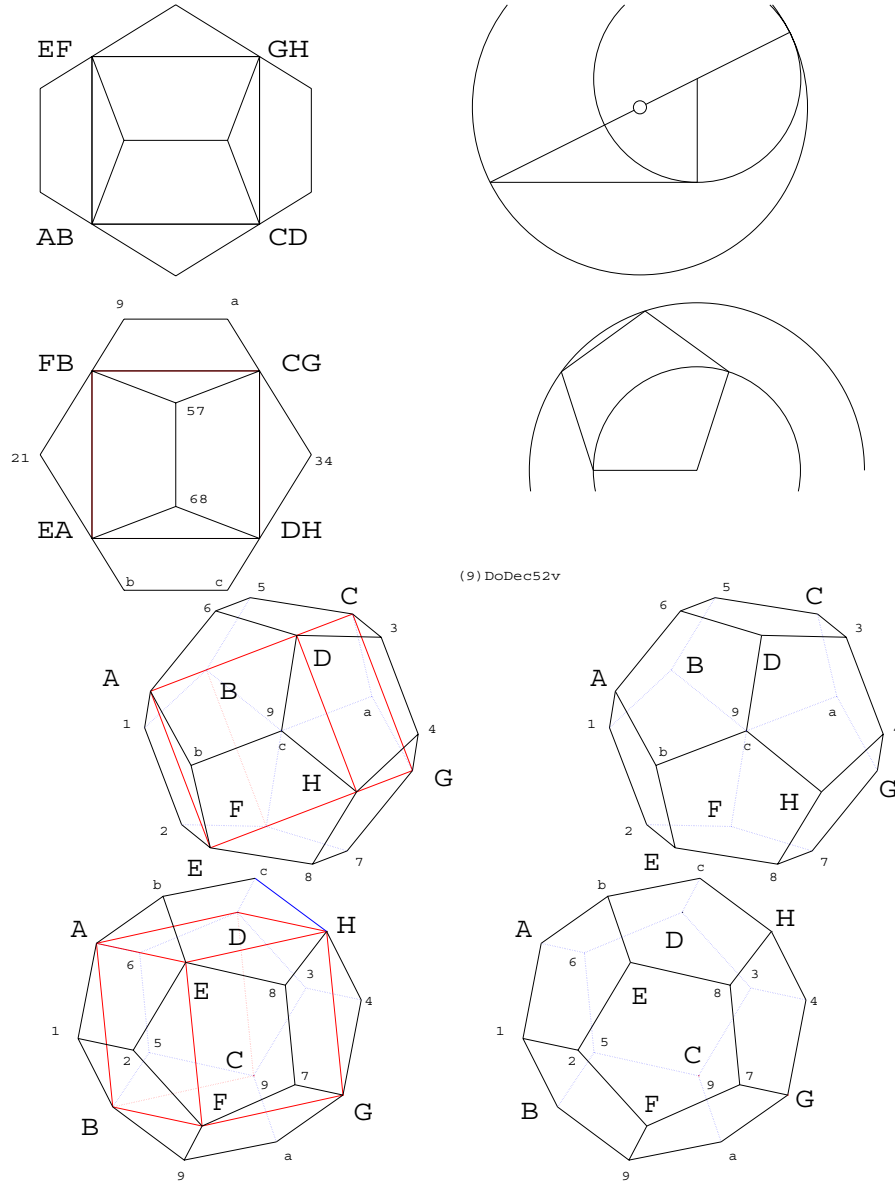 EF GH
AB CD
9 a
FB CG
57
21 34
68
EA DH
b c
(9)DoDec52v
5 C
6 3
D
A B
1 9 a 4
b c
H G
F
2
E 8 7
5 C
6 3
D
A B
1 9 a
b c
H G
F
2
E 8 7
b c
A D H
6 3
E 8 4
1
2 5 C
9 7
B F G
9 a
b c
A D H
6 3
E 8 4
1
2 5 C
9 7
B F G
9 a